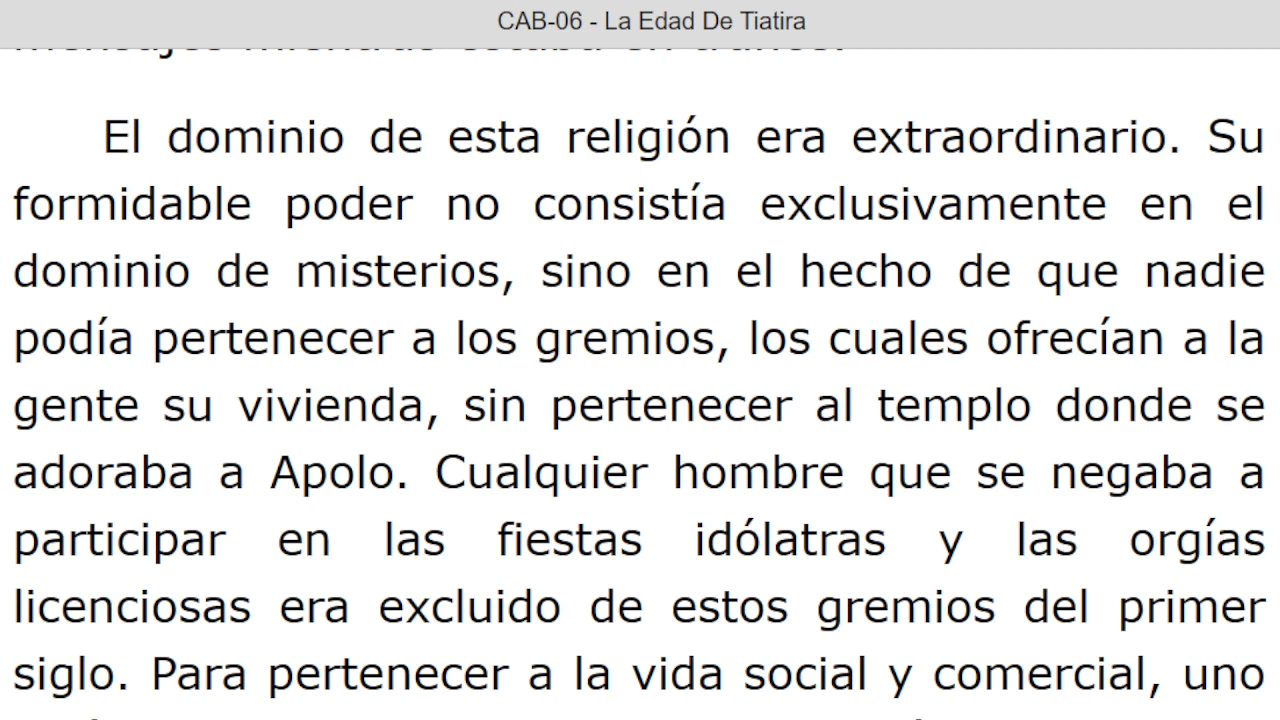 CAB-06 - La Edad De Tiatira
El dominio de esta religión era extraordinario. Su
formidable poder no consistía exclusivamente en el
dominio de misterios, sino en el hecho de que nadie
podía pertenecer a los gremios, los cuales ofrecían a la
gente su vivienda, sin pertenecer al templo donde se
adoraba a Apolo. Cualquier hombre que se negaba a
participar en las fiestas idólatras y las orgías
licenciosas era excluido de estos gremios del primer
siglo. Para pertenecer a la vida social y comercial, uno